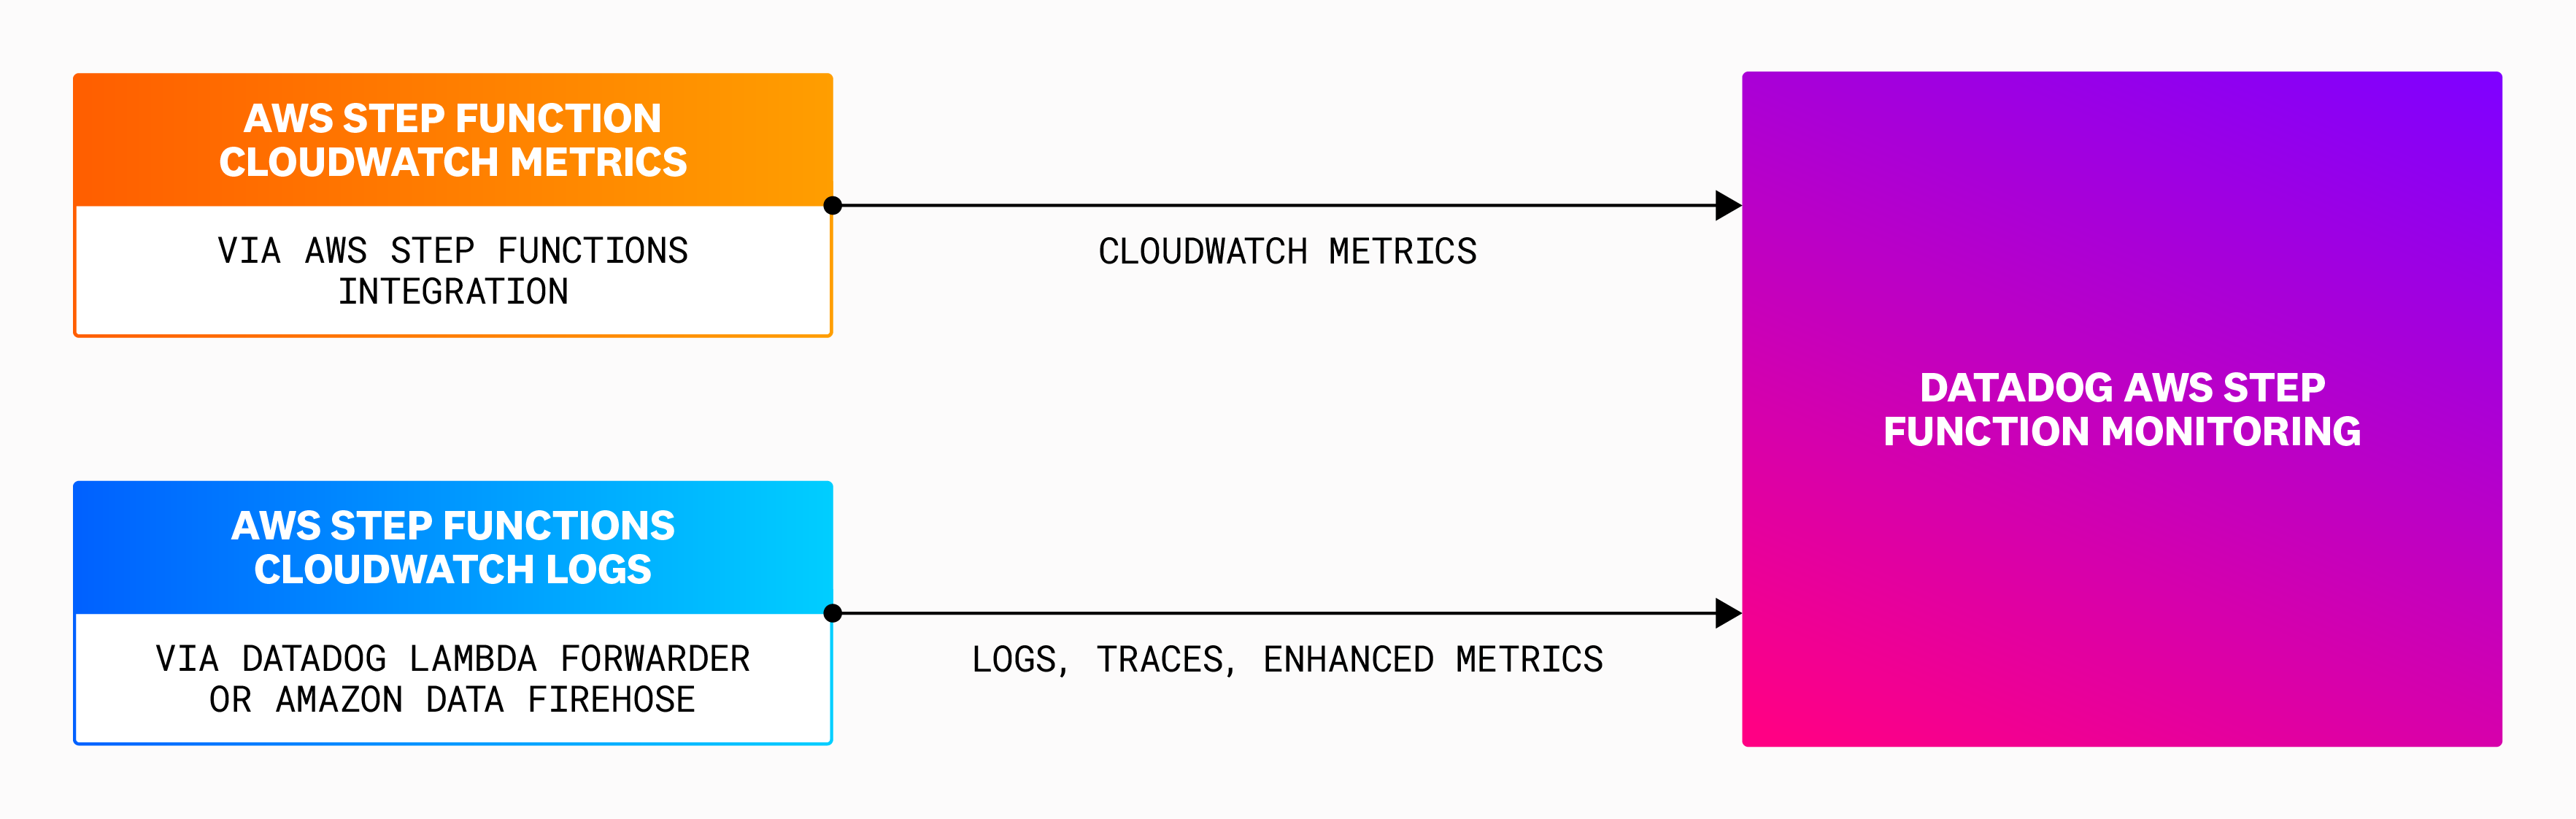 AWS STEP FUNCTION
CLOUDWATCH METRICS
VIA AWS STEP FUNCTIONS
INTEGRATION
CLOUDWATCH METRICS
AWS STEP FUNCTIONS
CLOUDWATCH LOGS
VIA DATADOG LAMBDA FORWARDER
OR AMAZON DATA FIREHOSE
LOGS, TRACES, ENHANCED METRICS
DATADOG AWS STEP
FUNCTION MONITORING